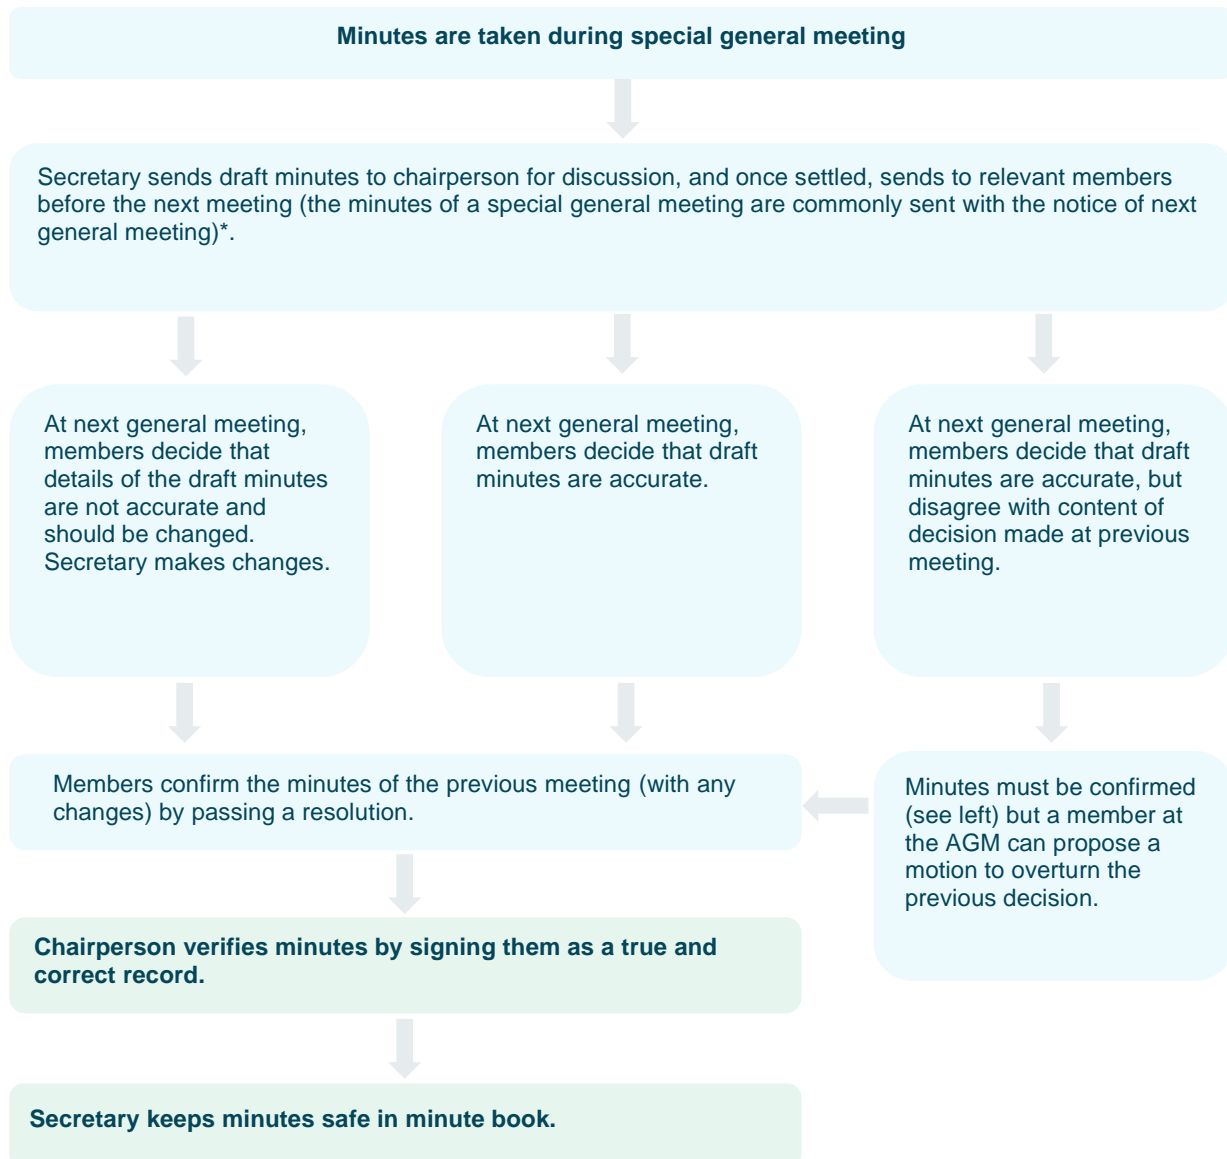 Minutes are taken during special general meeting
Secretary sends draft minutes to chairperson for discussion, and once settled, sends to relevant members
before the next meeting (the minutes of a special general meeting are commonly sent with the notice of next
general meeting)*.
At next general meeting,
members decide that
details of the draft minutes
are not accurate and
should be changed.
Secretary makes changes.
At next general meeting,
members decide that draft
minutes are accurate.
At next general meeting,
members decide that draft
minutes are accurate, but
disagree with content of
decision made at previous
meeting.
Members confirm the minutes of the previous meeting (with any
changes) by passing a resolution.
Minutes must be confirmed
(see left) but a member at
the AGM can propose a
motion to overturn the
previous decision.
Chairperson verifies minutes by signing them as a true and
correct record.
Secretary keeps minutes safe in minute book.